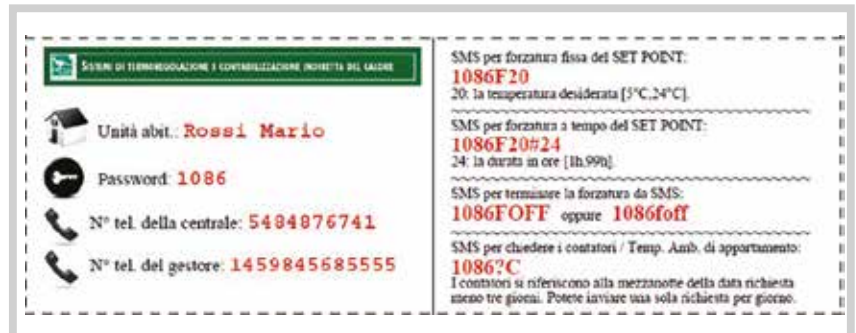 SISTEMI DI TERMOREGOLAZIONE E CONTABILIZZAZIONE INDIRETTA DEL CALORE
Unità abit.: Rossi Mario
Password: 1086
N° tel. della centrale: 5484876741
N° tel. del gestore: 1459845685555
SMS per forzatura fissa del SET POINT:
1086F20
20: la temperatura desiderata [5°C,24°C].
SMS per forzatura a tempo del SET POINT:
1086F20#24
24: la durata in ore [1h.99h].
SMS per terminare la forzatura da SMS:
1086FOFF oppure 1086foff
SMS per chiedere i contatori / Temp. Amb. di appartamento:
1086?C
I contatori si riferiscono alla mezzanotte della data richiesta
meno tre giorni. Potete inviare una sola richiesta per giorno.